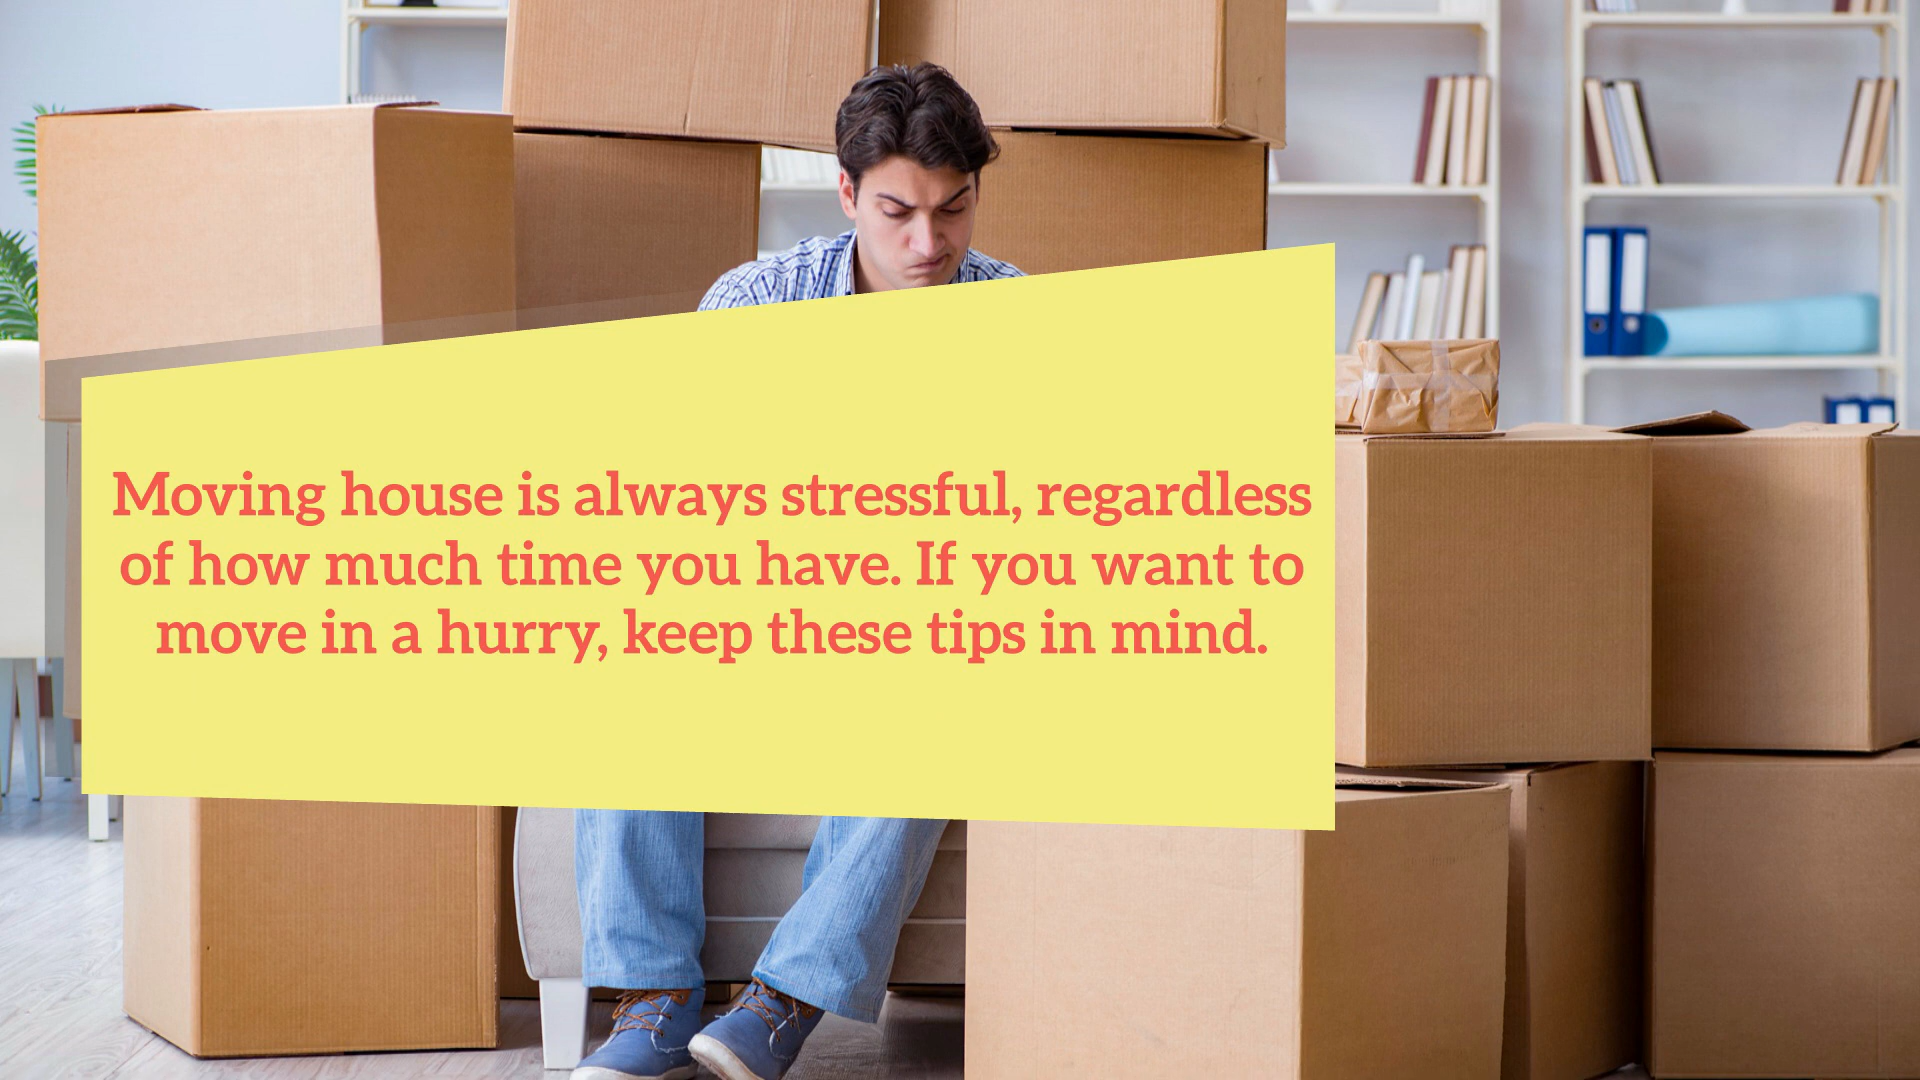 Moving house is always stressful, regardless
of how much time you have. If you want to
move in a hurry, keep these tips in mind.